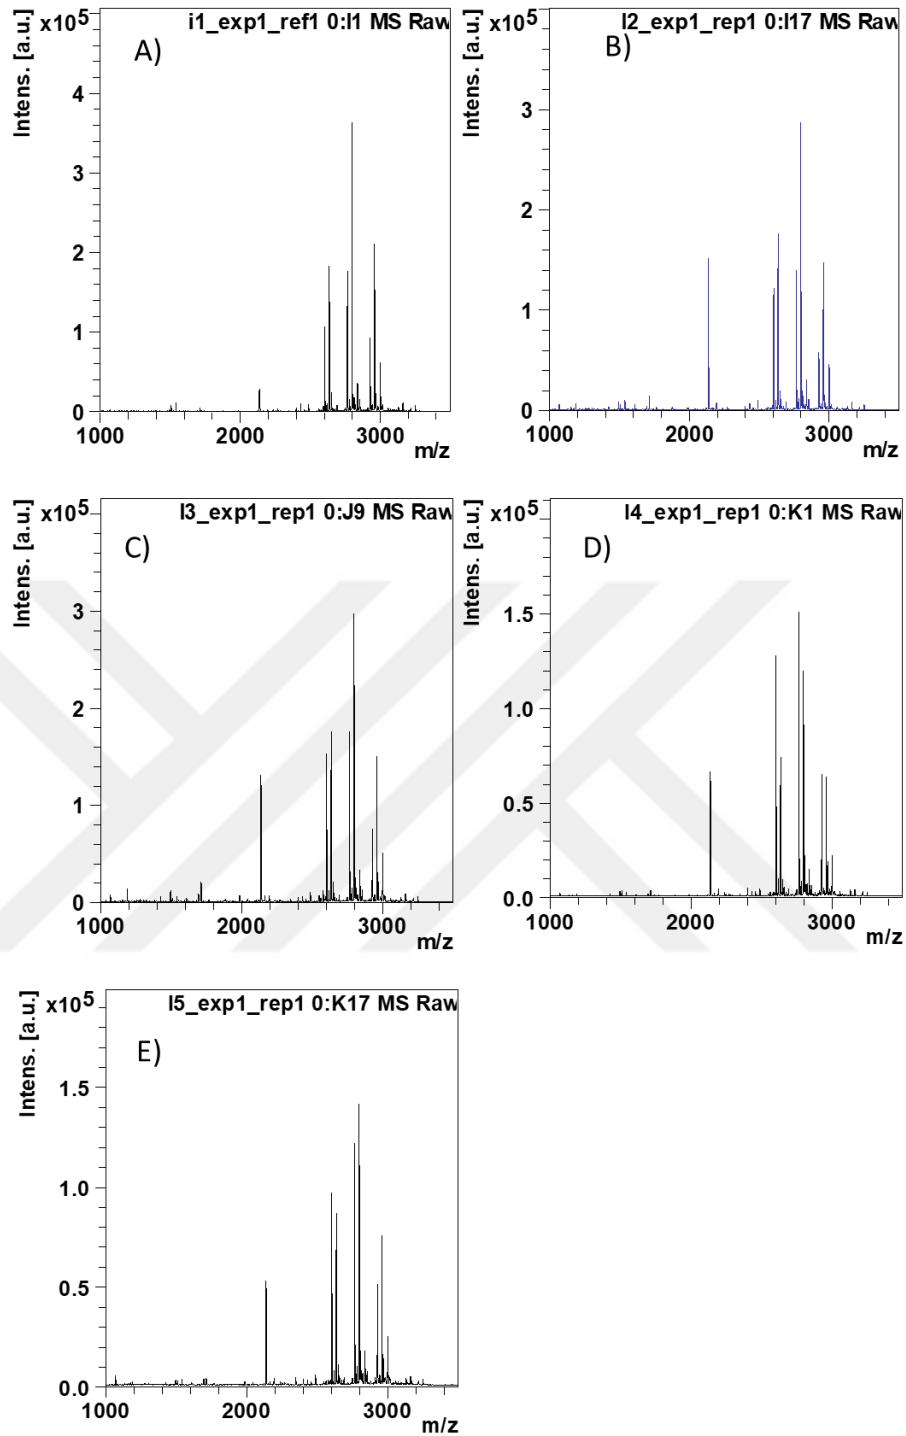 i1_exp1_ref1 0:I1 MS Raw
x10⁵
Intens. [a.u.]
A)
4
3
2
1
0
1000 2000 3000
m/z
I2_exp1_rep1 0:I17 MS Raw
x10⁵
Intens. [a.u.]
B)
3
2
1
0
1000 2000 3000
m/z
I3_exp1_rep1 0:J9 MS Raw
x10⁵
Intens. [a.u.]
C)
3
2
1
0
1000 2000 3000
m/z
I4_exp1_rep1 0:K1 MS Raw
x10⁵
Intens. [a.u.]
D)
1.5
1.0
0.5
0.0
1000 2000 3000
m/z
I5_exp1_rep1 0:K17 MS Raw
x10⁵
Intens. [a.u.]
E)
1.5
1.0
0.5
0.0
1000 2000 3000
m/z